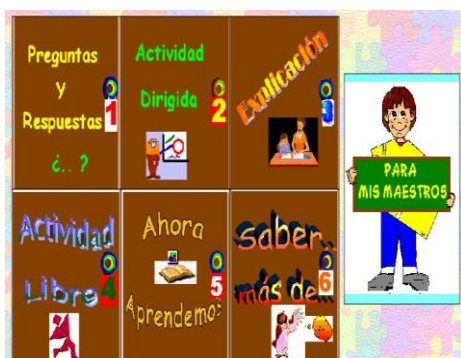 Preguntas
y
Respuestas
¿.. ?
1
Actividad
Dirigida
2
Explicación
3
Actividad
Libre
4
Ahora
Aprendemos
5
Saber..
más de...
6
PARA
MIS MAESTROS